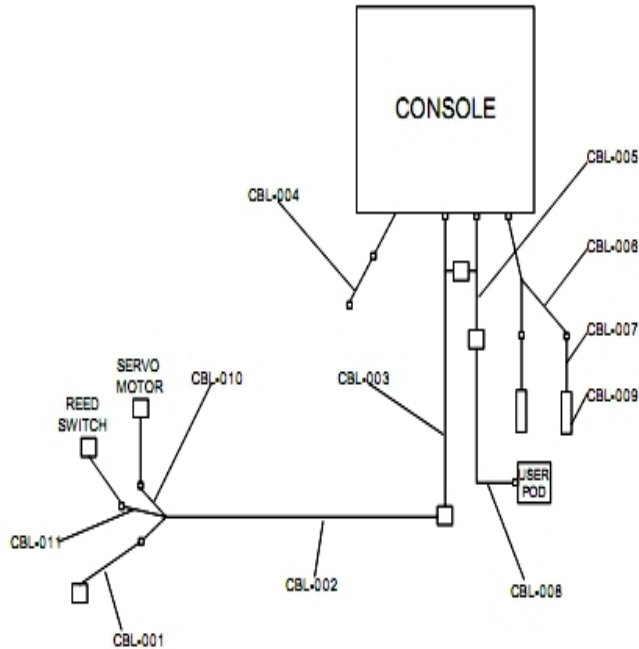 CONSOLE
CBL-005
CBL-004
CBL-006
CBL-007
CBL-009
CBL-003
SERVO
MOTOR
CBL-010
REED
SWITCH
USER
POD
CBL-011
CBL-002
CBL-008
CBL-001